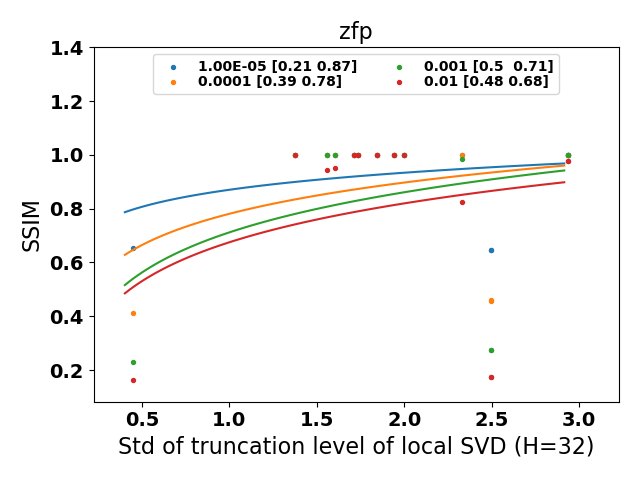 zfp
1.4
1.2
1.0
0.8
0.6
0.4
0.2
SSIM
1.00E-05 [0.21 0.87]
0.0001 [0.39 0.78]
0.001 [0.5  0.71]
0.01 [0.48 0.68]
0.5 1.0 1.5 2.0 2.5 3.0
Std of truncation level of local SVD (H=32)